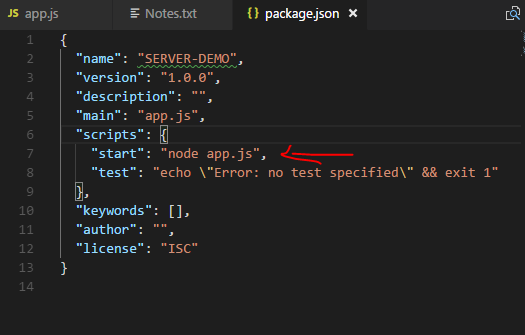 JS app.js Notes.txt {} package.json ×
1 {
2 "name": "SERVER-DEMO",
3 "version": "1.0.0",
4 "description": "",
5 "main": "app.js",
6 "scripts": {
7 "start": "node app.js",
8 "test": "echo \"Error: no test specified\" && exit 1"
9 },
10 "keywords": [],
11 "author": "",
12 "license": "ISC"
13 }
14